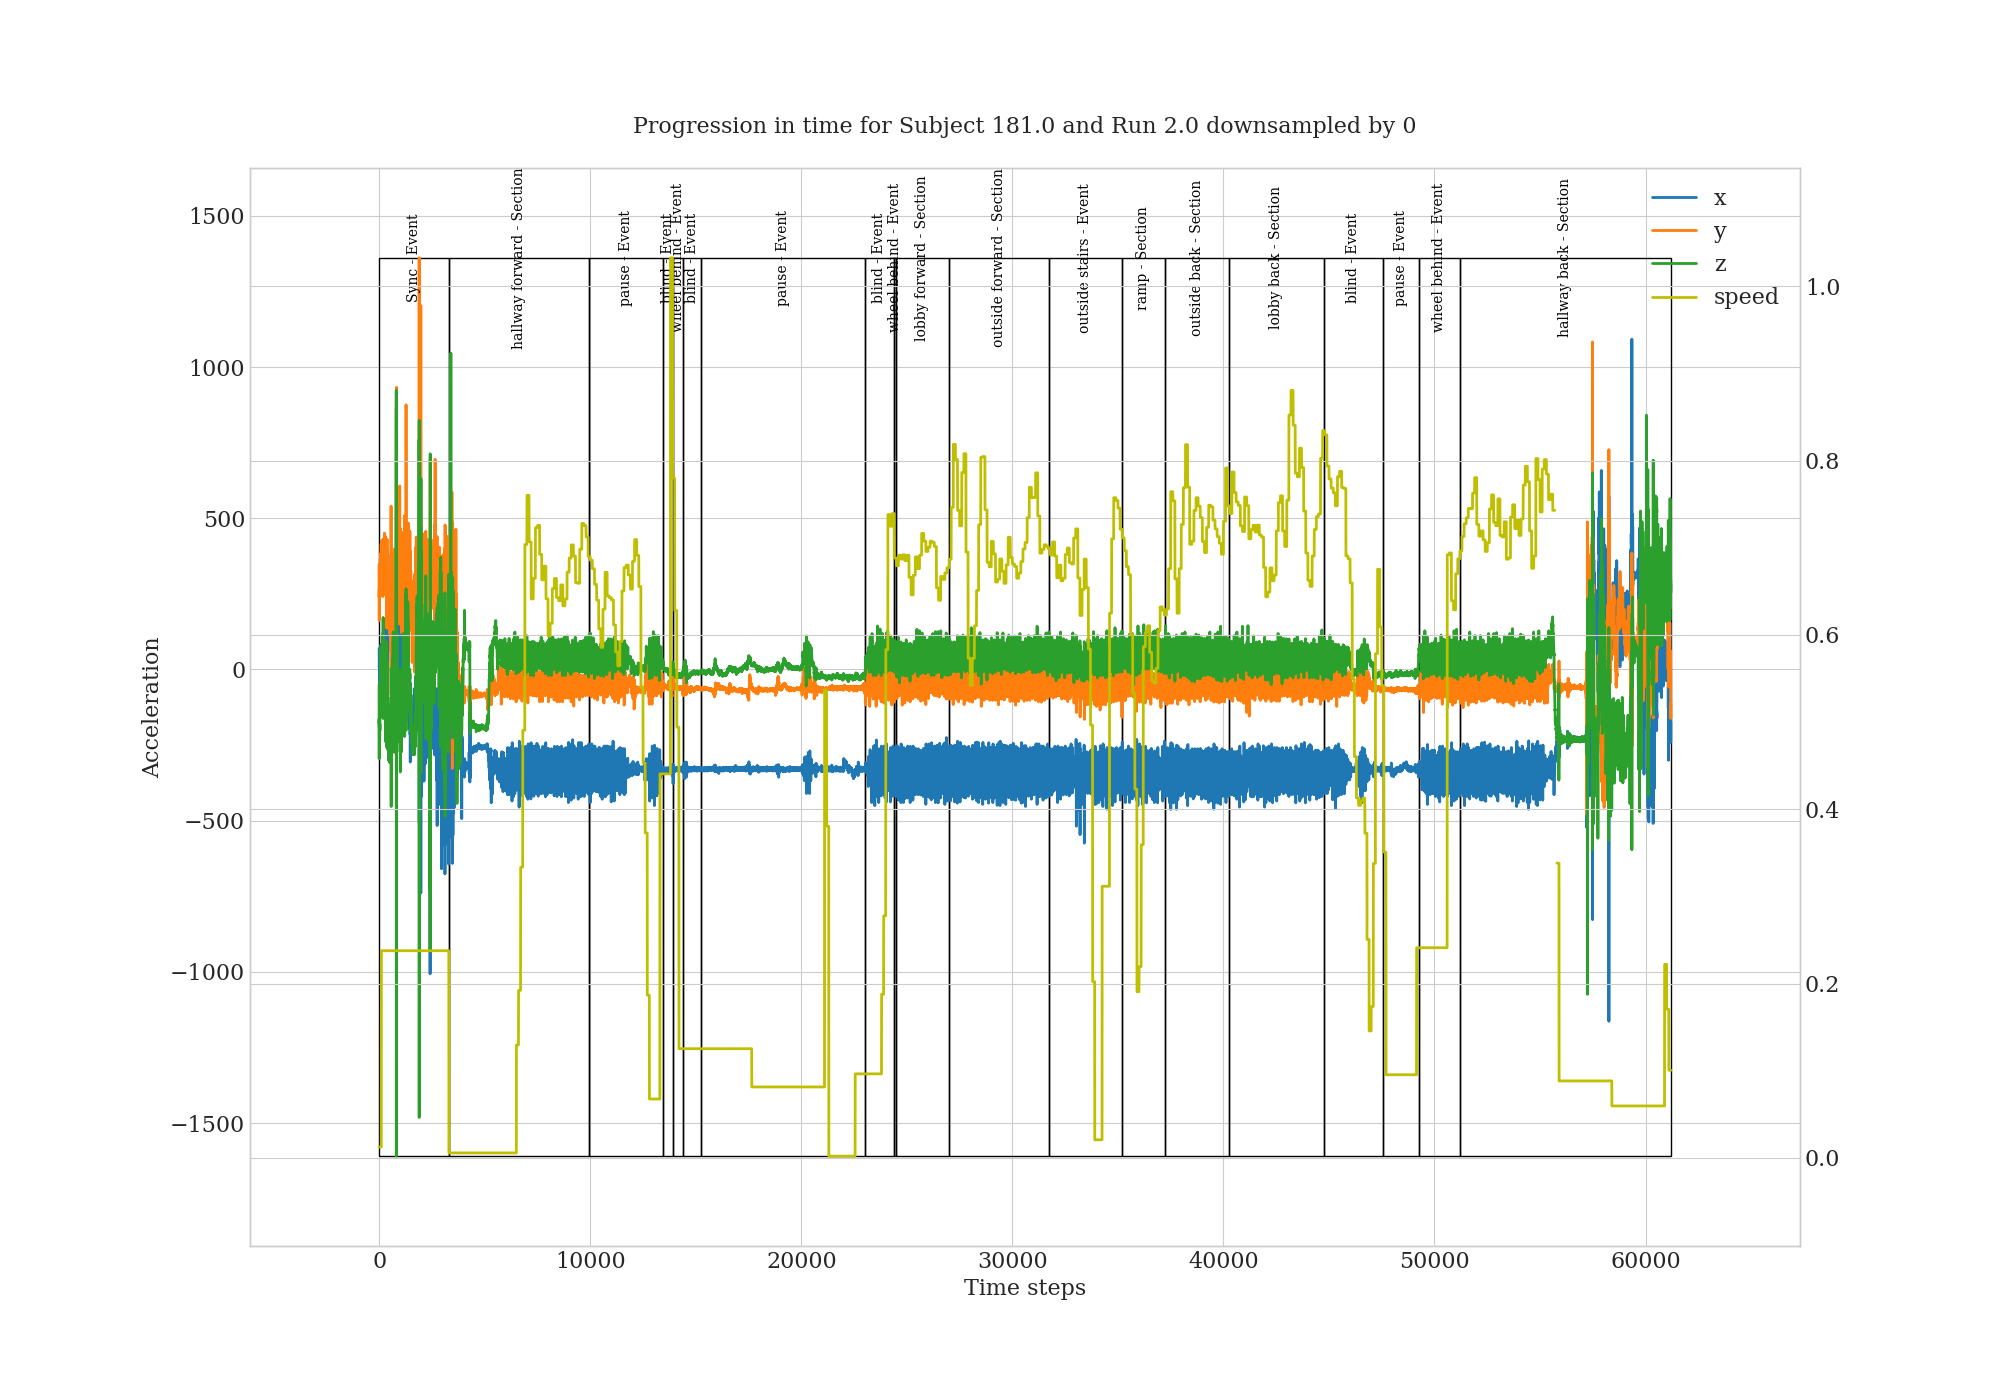 Progression in time for Subject 181.0 and Run 2.0 downsampled by 0
Sync - Event
hallway forward - Section
pause - Event
blind - Event
wheel behind - Event
blind - Event
pause - Event
blind - Event
wheel behind - Event
lobby forward - Section
outside forward - Section
outside stairs - Event
ramp - Section
outside back - Section
lobby back - Section
blind - Event
pause - Event
wheel behind - Event
hallway back - Section
x
y
z
speed
1500
1000
500
0
−500
−1000
−1500
Acceleration
1.0
0.8
0.6
0.4
0.2
0.0
0 10000 20000 30000 40000 50000 60000
Time steps